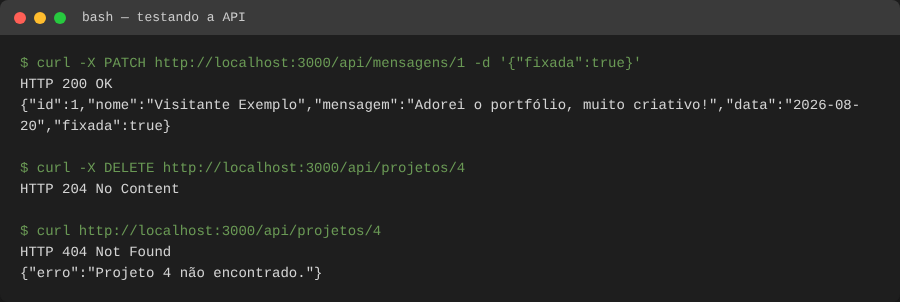 bash — testando a API
$ curl -X PATCH http://localhost:3000/api/mensagens/1 -d '{"fixada":true}'
HTTP 200 OK
{"id":1,"nome":"Visitante Exemplo","mensagem":"Adorei o portfólio, muito criativo!","data":"2026-08-
20","fixada":true}
$ curl -X DELETE http://localhost:3000/api/projetos/4
HTTP 204 No Content
$ curl http://localhost:3000/api/projetos/4
HTTP 404 Not Found
{"erro":"Projeto 4 não encontrado."}